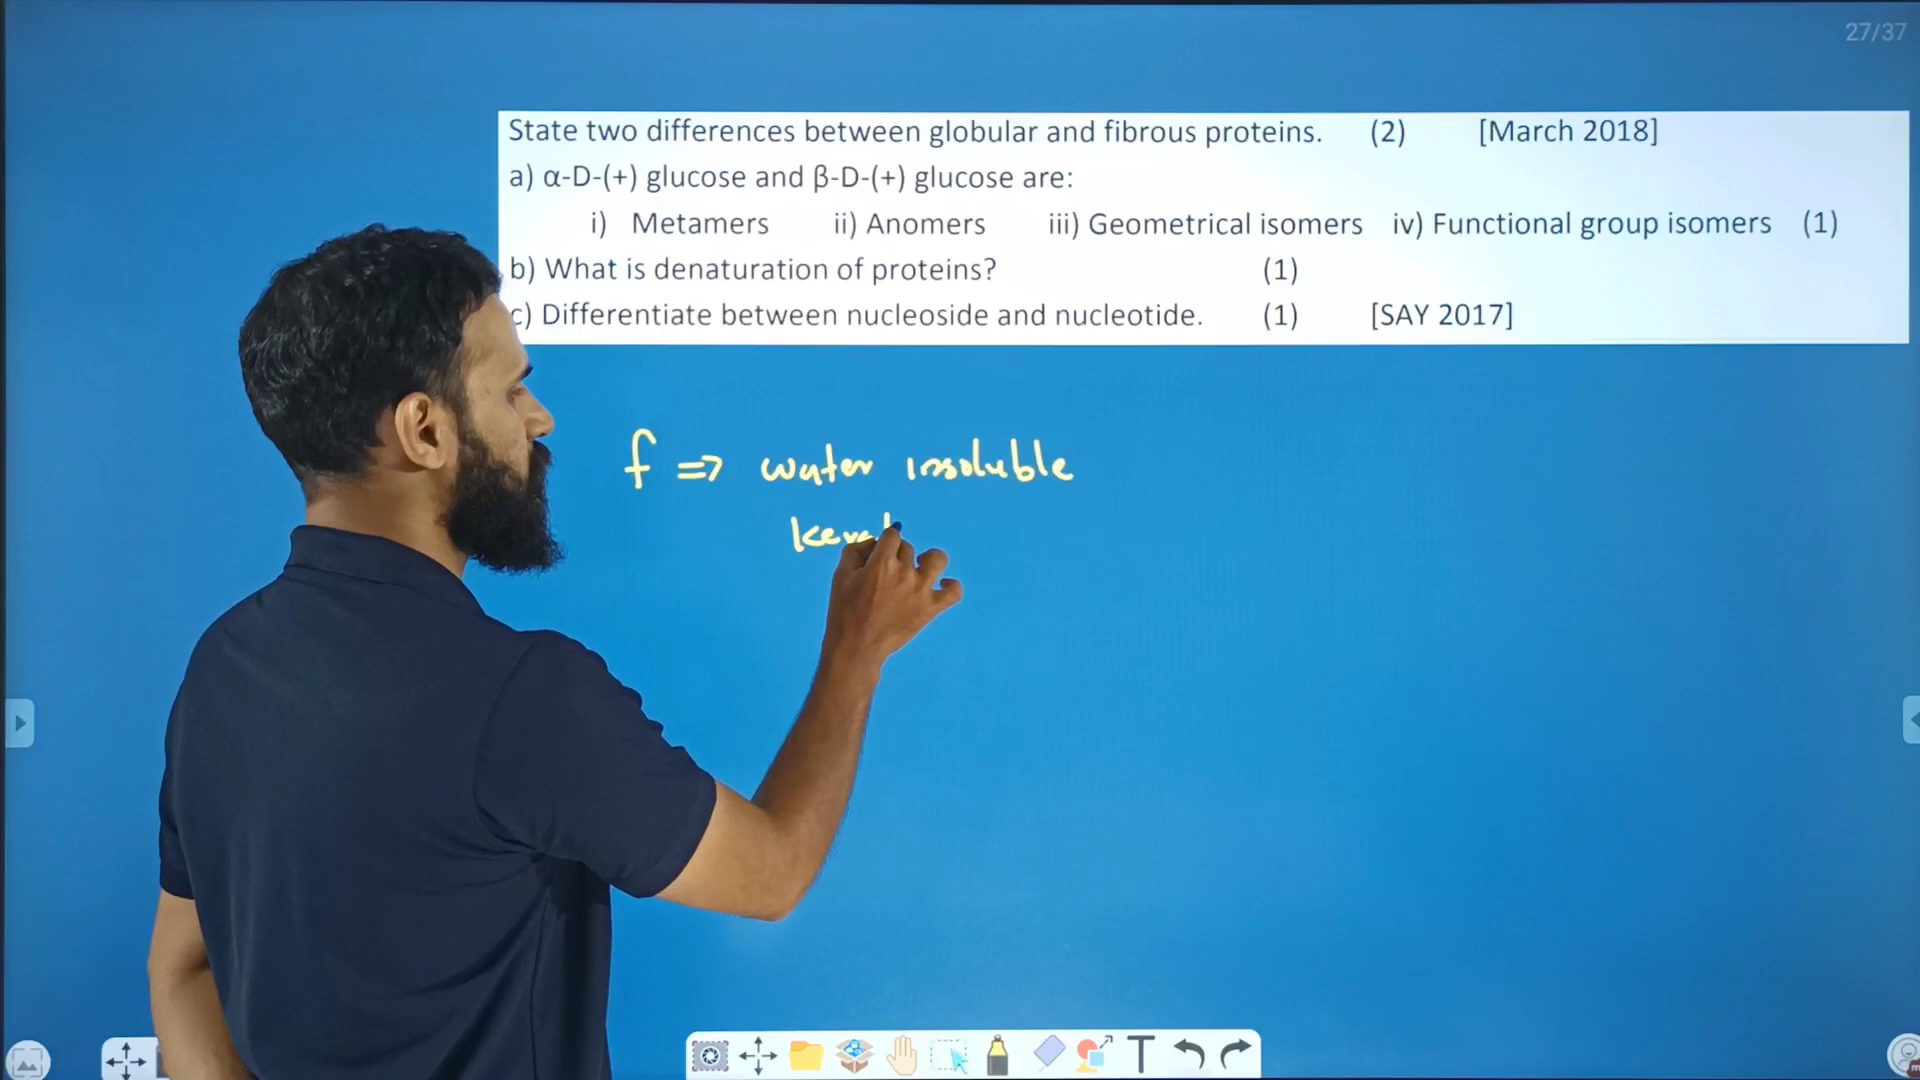 27/37
State two differences between globular and fibrous proteins. (2) [March 2018]
a) α-D-(+) glucose and β-D-(+) glucose are:
i) Metamers ii) Anomers iii) Geometrical isomers iv) Functional group isomers (1)
b) What is denaturation of proteins? (1)
c) Differentiate between nucleoside and nucleotide. (1) [SAY 2017]
f => water insoluble
T